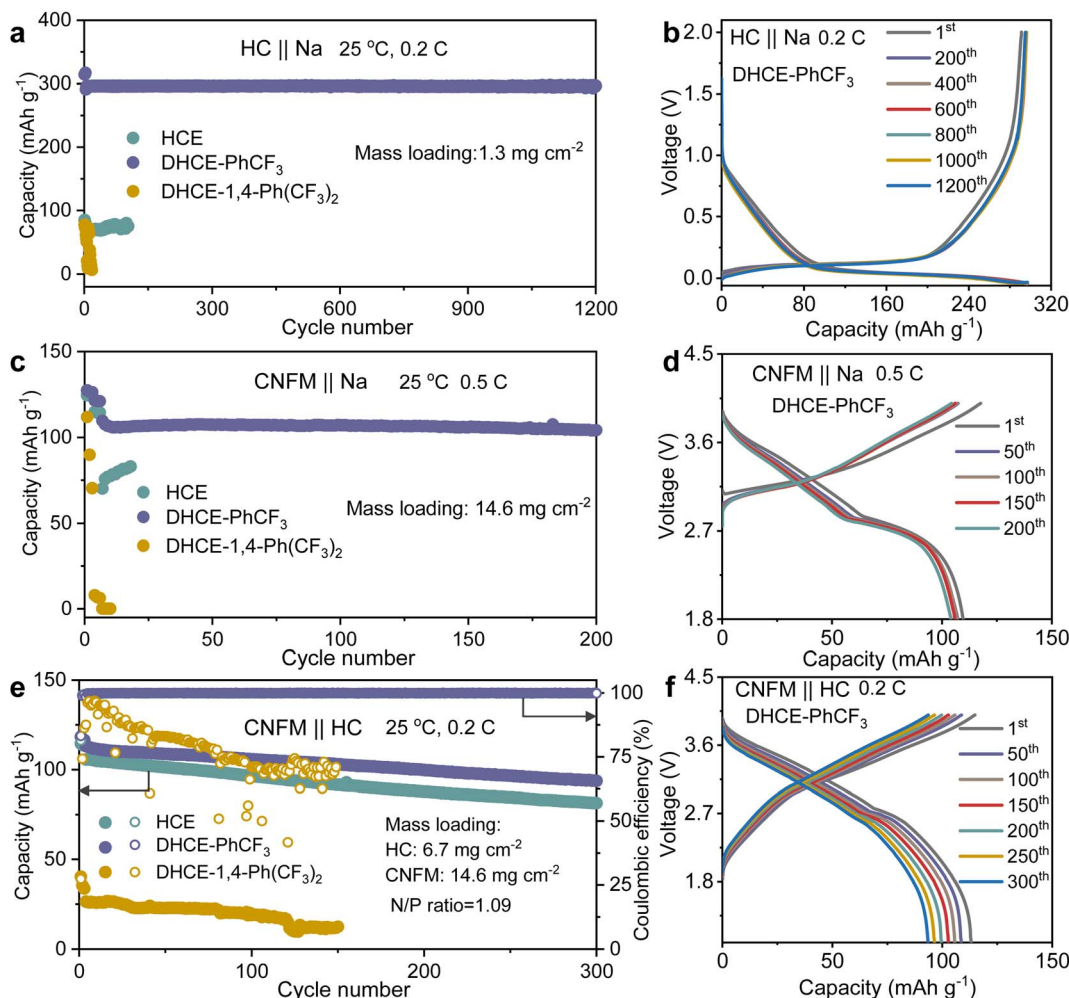 a
HC || Na 25 °C, 0.2 C
HCE
DHCE-PhCF₃
DHCE-1,4-Ph(CF₃)₂
Mass loading:1.3 mg cm⁻²
Capacity (mAh g⁻¹)
400
300
200
100
0
0 300 600 900 1200
Cycle number
b
HC || Na 0.2 C
DHCE-PhCF₃
1ˢᵗ
200ᵗʰ
400ᵗʰ
600ᵗʰ
800ᵗʰ
1000ᵗʰ
1200ᵗʰ
Voltage (V)
2.0
1.5
1.0
0.5
0.0
0 80 160 240 320
Capacity (mAh g⁻¹)
c
CNFM || Na 25 °C 0.5 C
HCE
DHCE-PhCF₃
DHCE-1,4-Ph(CF₃)₂
Mass loading: 14.6 mg cm⁻²
Capacity (mAh g⁻¹)
150
100
50
0
0 50 100 150 200
Cycle number
d
CNFM || Na 0.5 C
DHCE-PhCF₃
1ˢᵗ
50ᵗʰ
100ᵗʰ
150ᵗʰ
200ᵗʰ
Voltage (V)
4.5
3.6
2.7
1.8
0 50 100 150
Capacity (mAh g⁻¹)
e
CNFM || HC 25 °C, 0.2 C
HCE
DHCE-PhCF₃
DHCE-1,4-Ph(CF₃)₂
Mass loading:
HC: 6.7 mg cm⁻²
CNFM: 14.6 mg cm⁻²
N/P ratio=1.09
Capacity (mAh g⁻¹)
150
100
50
0
Coulombic efficiency (%)
100
75
50
25
0
0 50 100 150 200 250 300
Cycle number
f
CNFM || HC 0.2 C
DHCE-PhCF₃
1ˢᵗ
50ᵗʰ
100ᵗʰ
150ᵗʰ
200ᵗʰ
250ᵗʰ
300ᵗʰ
Voltage (V)
4.5
3.6
2.7
1.8
0 50 100 150
Capacity (mAh g⁻¹)